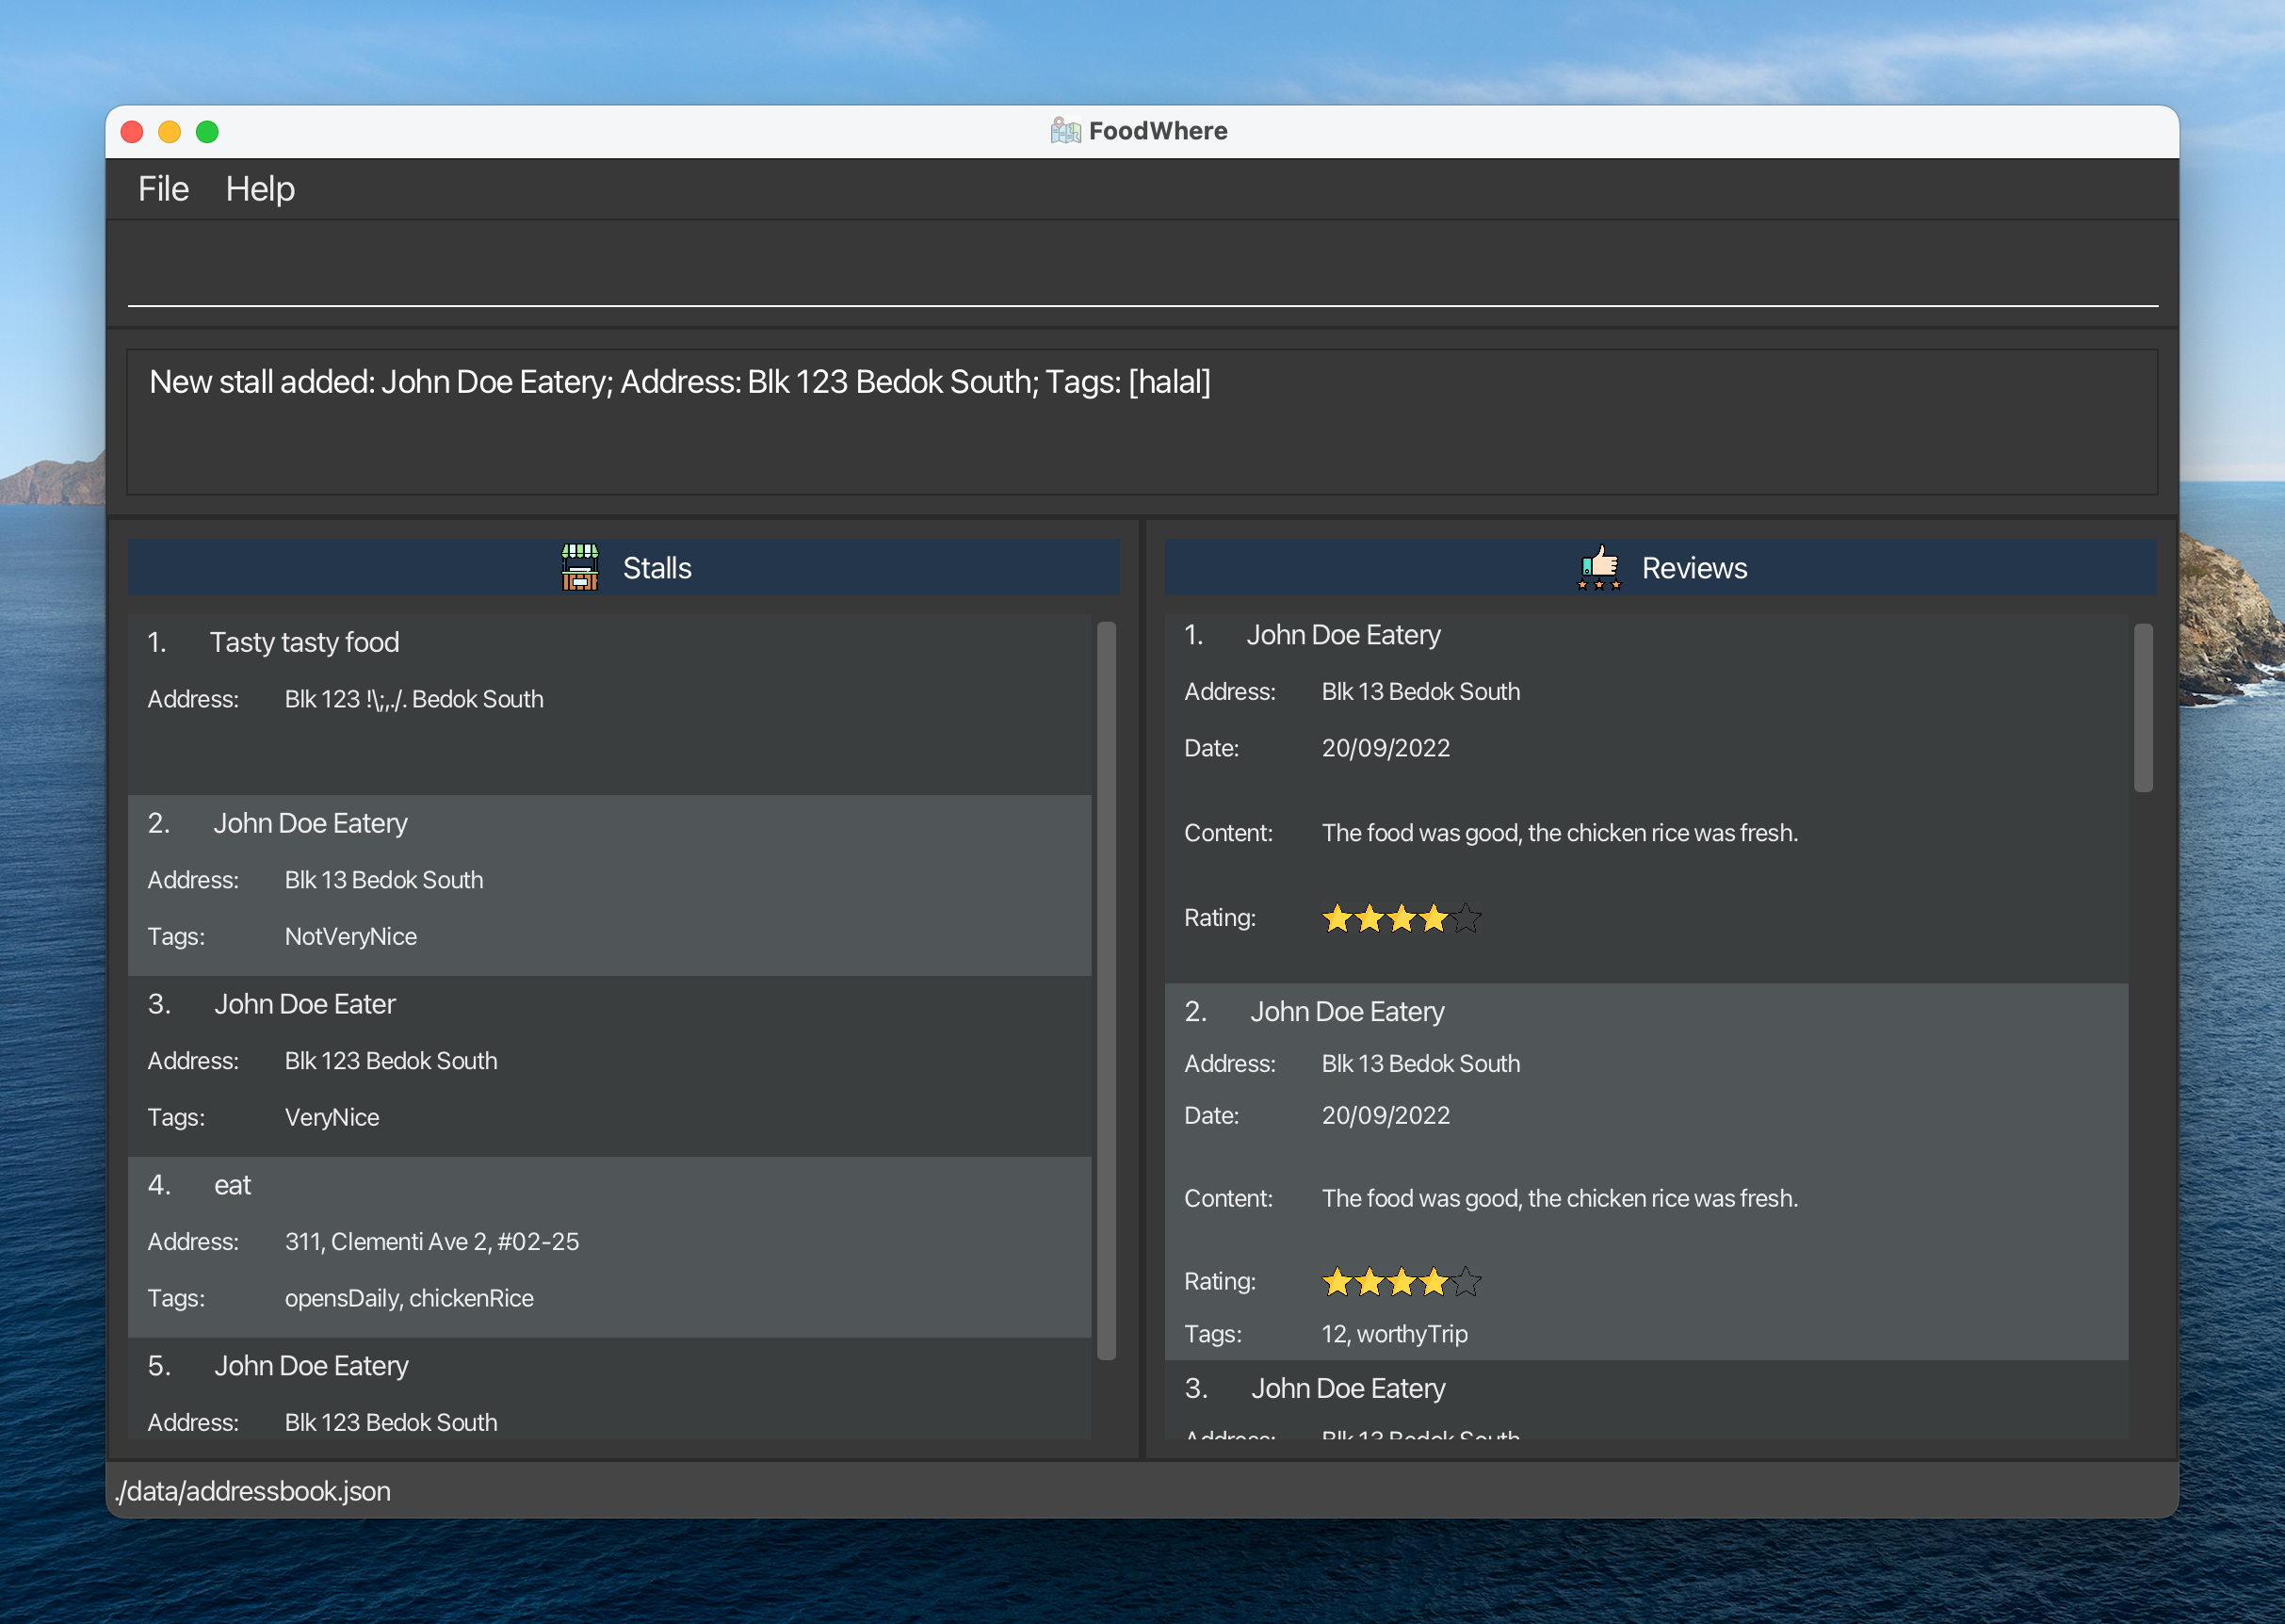 FoodWhere
File Help
New stall added: John Doe Eatery; Address: Blk 123 Bedok South; Tags: [halal]
Stalls
1. Tasty tasty food
Address: Blk 123 !\;,./. Bedok South
2. John Doe Eatery
Address: Blk 13 Bedok South
Tags: NotVeryNice
3. John Doe Eater
Address: Blk 123 Bedok South
Tags: VeryNice
4. eat
Address: 311, Clementi Ave 2, #02-25
Tags: opensDaily, chickenRice
5. John Doe Eatery
Address: Blk 123 Bedok South
Reviews
1. John Doe Eatery
Address: Blk 13 Bedok South
Date: 20/09/2022
Content: The food was good, the chicken rice was fresh.
Rating:
2. John Doe Eatery
Address: Blk 13 Bedok South
Date: 20/09/2022
Content: The food was good, the chicken rice was fresh.
Rating:
Tags: 12, worthyTrip
3. John Doe Eatery
Address: Blk 13 Bedok South
./data/addressbook.json